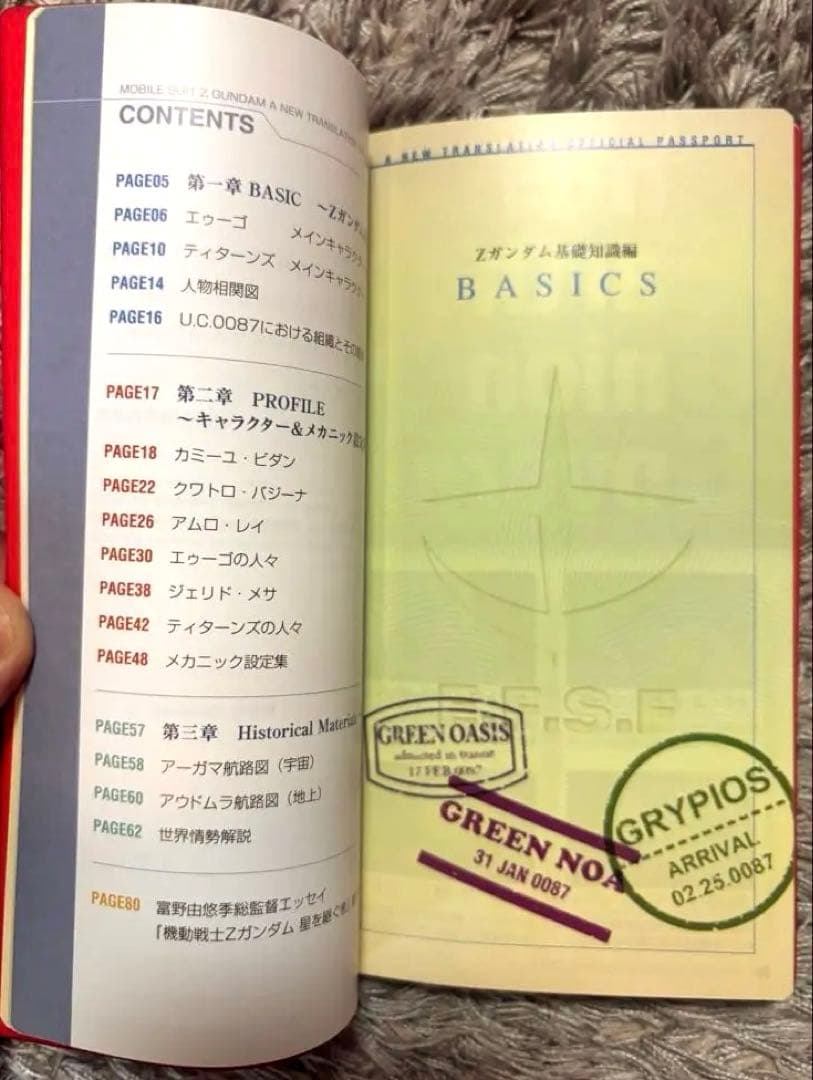 MOBILE SUIT Z GUNDAM A NEW TRANSLATION
CONTENTS
PAGE05 第一章 BASIC ～Zガンダム
PAGE06 エゥーゴ メインキャラク
PAGE10 ティターンズ メインキャラク
PAGE14 人物相関図
PAGE16 U.C.0087における組織とその
PAGE17 第二章 PROFILE
～キャラクター&メカニック
PAGE18 カミーユ・ビダン
PAGE22 クワトロ・バジーナ
PAGE26 アムロ・レイ
PAGE30 エゥーゴの人々
PAGE38 ジェリド・メサ
PAGE42 ティターンズの人々
PAGE48 メカニック設定集
PAGE57 第三章 Historical Material
PAGE58 アーガマ航路図（宇宙）
PAGE60 アウドムラ航路図（地上）
PAGE62 世界情勢解説
PAGE80 富野由悠季総監督エッセイ
「機動戦士Zガンダム 星を継ぐ者」
A NEW TRANSLATION OFFICIAL PASSPORT
Zガンダム基礎知識編
BASICS
E.F.S.F
GREEN OASIS
admitted in transit
17 FEB 0087
GREEN NOA
31 JAN 0087
GRYPIOS
ARRIVAL
02.25.0087